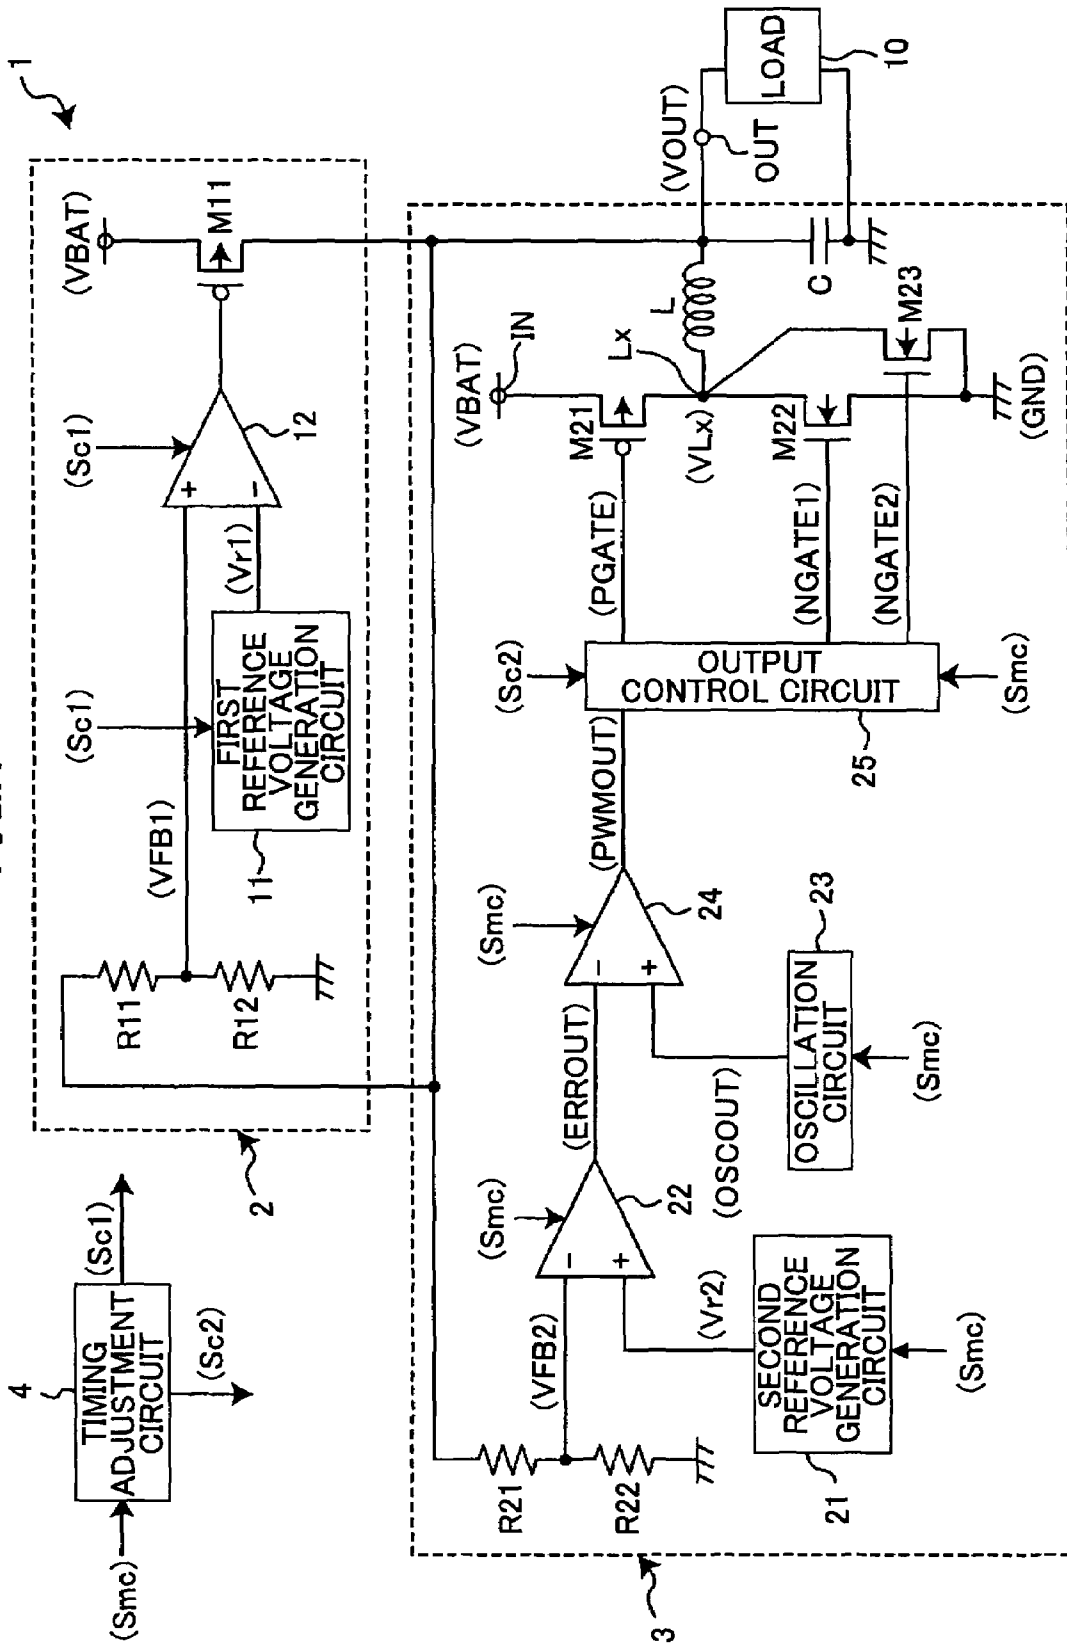 1
(Smc)
TIMING
ADJUSTMENT
CIRCUIT
4
(Sc1)
(Sc2)
2
R11
R12
(VFB1)
(Sc1)
FIRST
REFERENCE
VOLTAGE
GENERATION
CIRCUIT
11
(Vr1)
(Sc1)
+
−
12
(VBAT)
M11
3
R21
R22
(VFB2)
SECOND
REFERENCE
VOLTAGE
GENERATION
CIRCUIT
21
(Smc)
(Vr2)
(Smc)
−
+
22
(ERROUT)
(OSCOUT)
OSCILLATION
CIRCUIT
23
(Smc)
(Smc)
−
+
24
(PWMOUT)
(Sc2)
OUTPUT
CONTROL CIRCUIT
25
(Smc)
(PGATE)
(NGATE1)
(NGATE2)
(VBAT)
IN
M21
Lx
(VLx)
M22
M23
(GND)
L
C
(VOUT)
OUT
LOAD
10